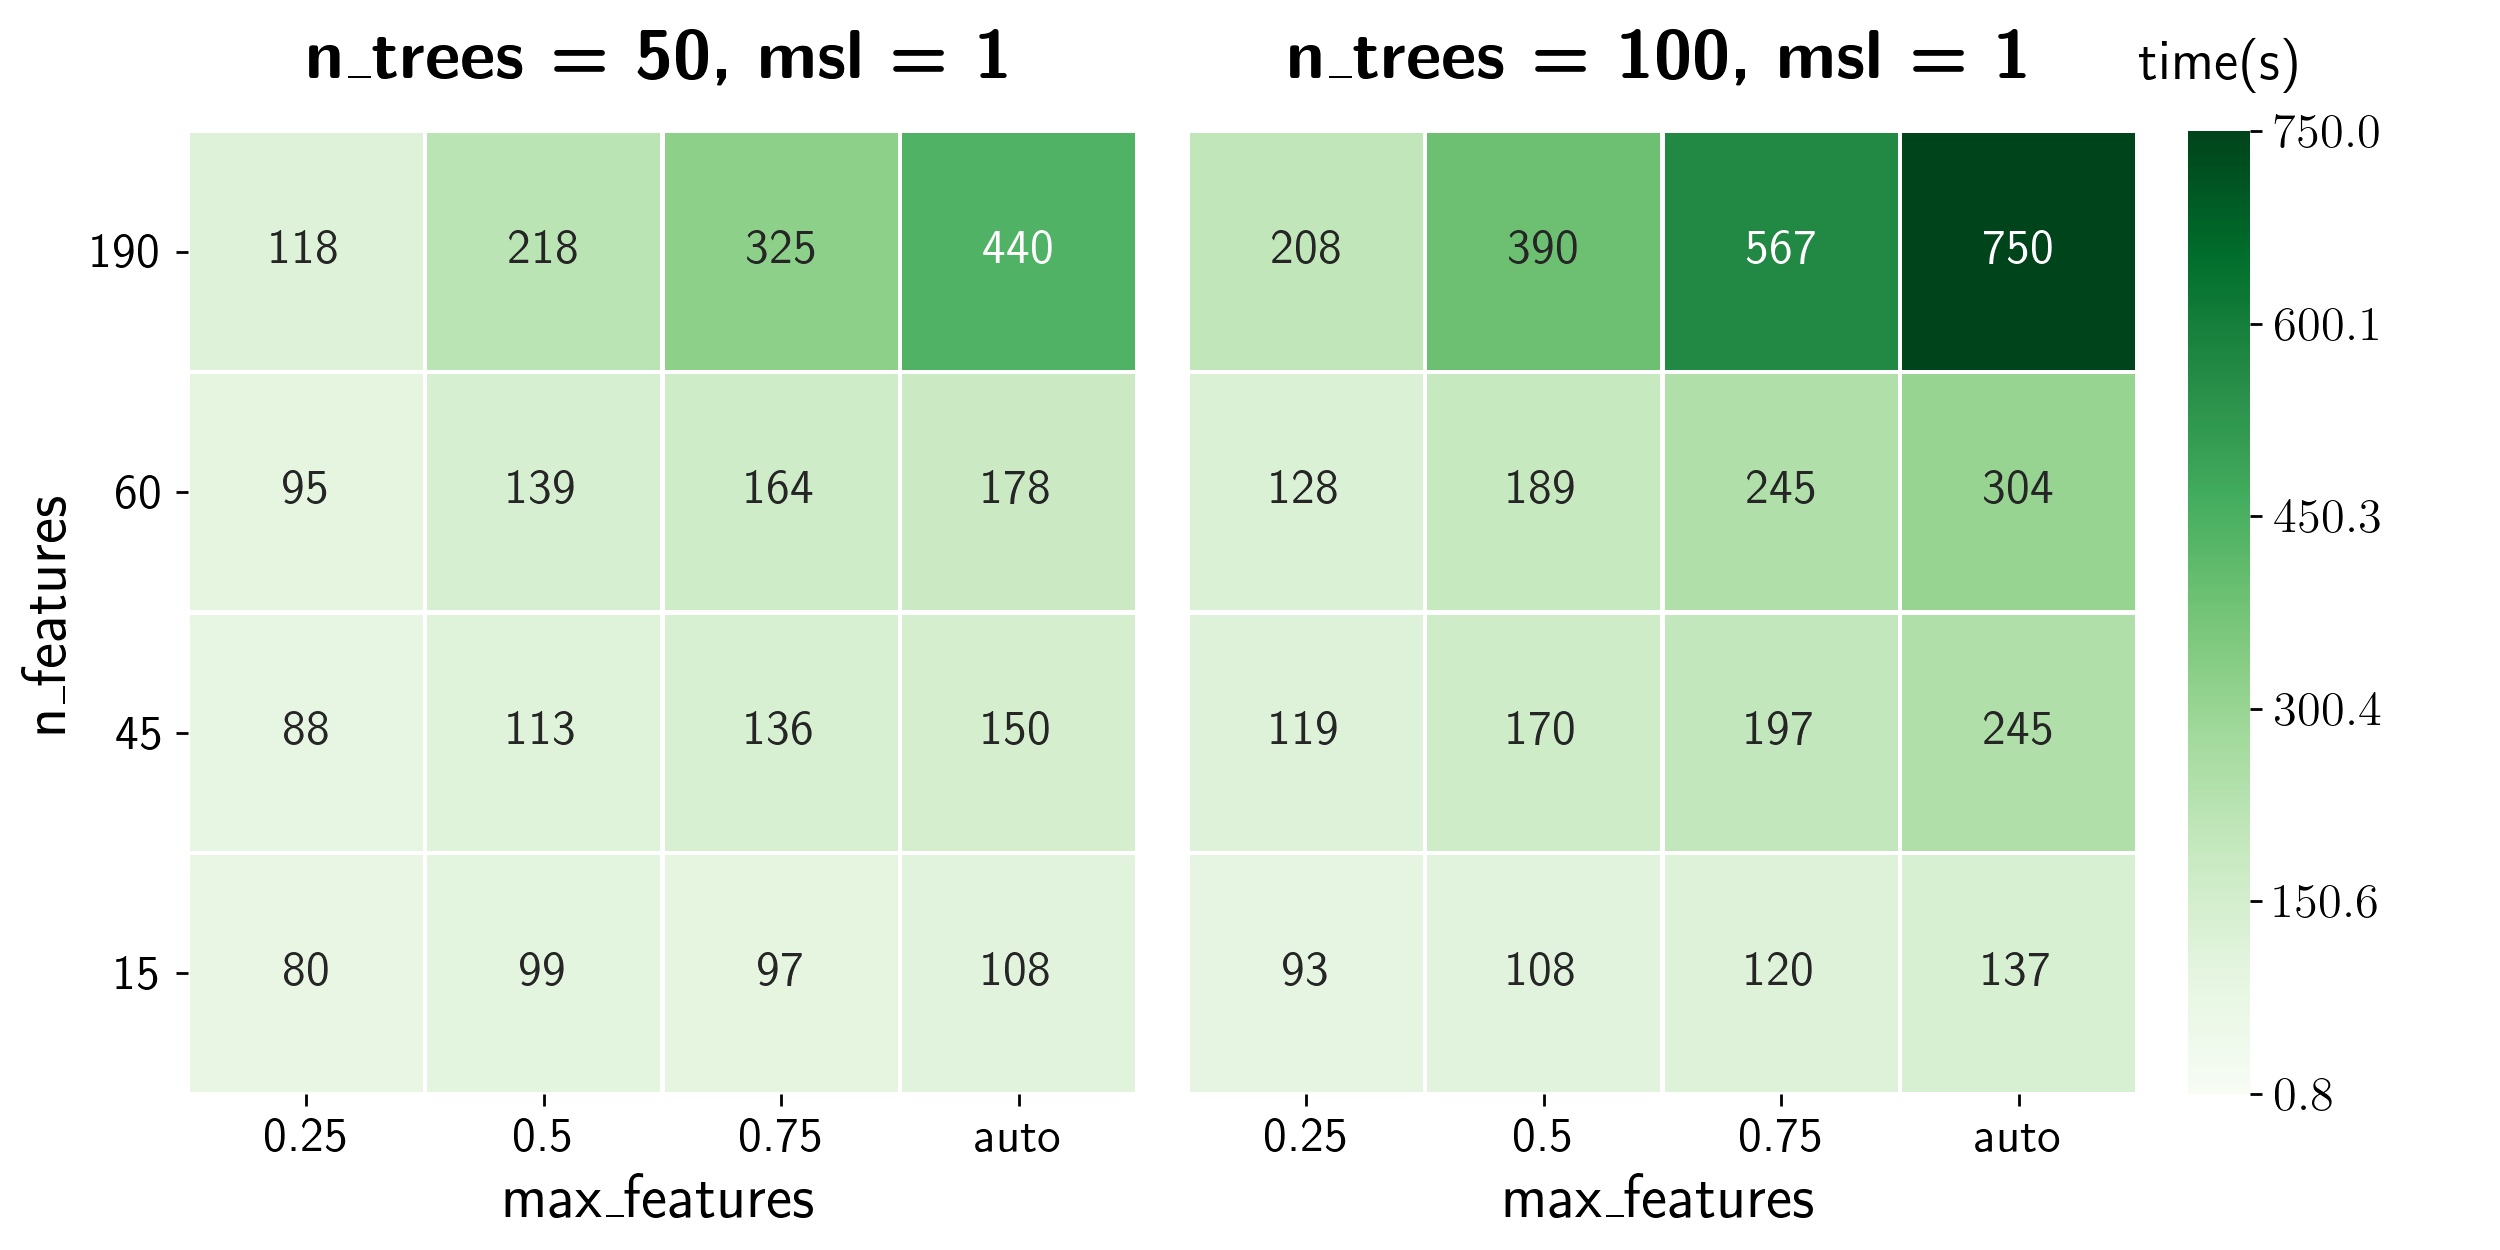 n_trees = 50, msl = 1
n_trees = 100, msl = 1
time(s)
750.0
190 118 218 325 440 208 390 567 750
600.1
60 95 139 164 178 128 189 245 304
450.3
n_features
300.4
45 88 113 136 150 119 170 197 245
150.6
15 80 99 97 108 93 108 120 137
0.8
0.25 0.5 0.75 auto 0.25 0.5 0.75 auto
max_features max_features